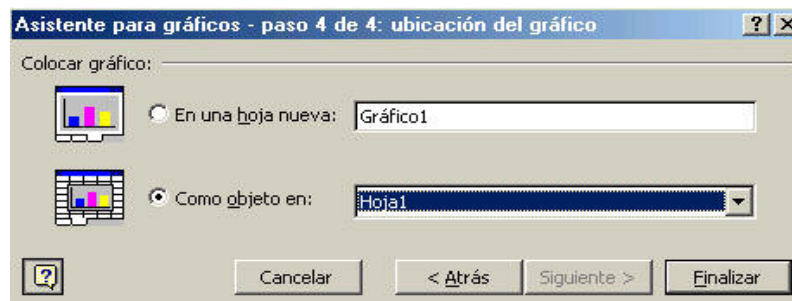 Asistente para gráficos - paso 4 de 4: ubicación del gráfico
Colocar gráfico:
En una hoja nueva: Gráfico1
Como objeto en: Hoja1
Cancelar < Atrás Siguiente > Finalizar